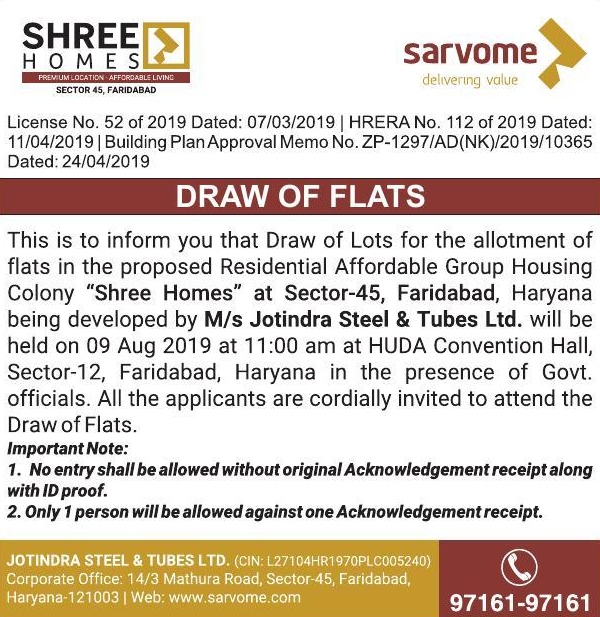 SHREE
HOMES
PREMIUM LOCATION - AFFORDABLE LIVING
SECTOR 45, FARIDABAD
sarvome
delivering value
License No. 52 of 2019 Dated: 07/03/2019 | HRERA No. 112 of 2019 Dated:
11/04/2019 | Building Plan Approval Memo No. ZP-1297/AD(NK)/2019/10365
Dated: 24/04/2019
DRAW OF FLATS
This is to inform you that Draw of Lots for the allotment of
flats in the proposed Residential Affordable Group Housing
Colony “Shree Homes” at Sector-45, Faridabad, Haryana
being developed by M/s Jotindra Steel & Tubes Ltd. will be
held on 09 Aug 2019 at 11:00 am at HUDA Convention Hall,
Sector-12, Faridabad, Haryana in the presence of Govt.
officials. All the applicants are cordially invited to attend the
Draw of Flats.
Important Note:
1. No entry shall be allowed without original Acknowledgement receipt along
with ID proof.
2. Only 1 person will be allowed against one Acknowledgement receipt.
JOTINDRA STEEL & TUBES LTD. (CIN: L27104HR1970PLC005240)
Corporate Office: 14/3 Mathura Road, Sector-45, Faridabad,
Haryana-121003 | Web: www.sarvome.com
97161-97161